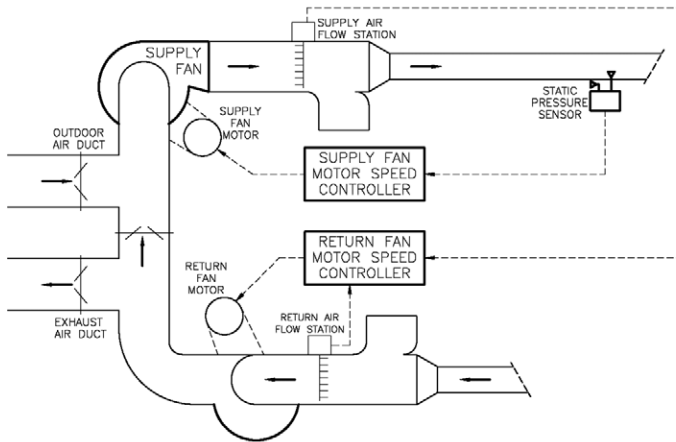 SUPPLY AIR
FLOW STATION
SUPPLY
FAN
STATIC
PRESSURE
SENSOR
SUPPLY
FAN
MOTOR
OUTDOOR
AIR DUCT
SUPPLY FAN
MOTOR SPEED
CONTROLLER
RETURN FAN
MOTOR SPEED
CONTROLLER
RETURN
FAN
MOTOR
RETURN AIR
FLOW STATION
EXHAUST
AIR DUCT